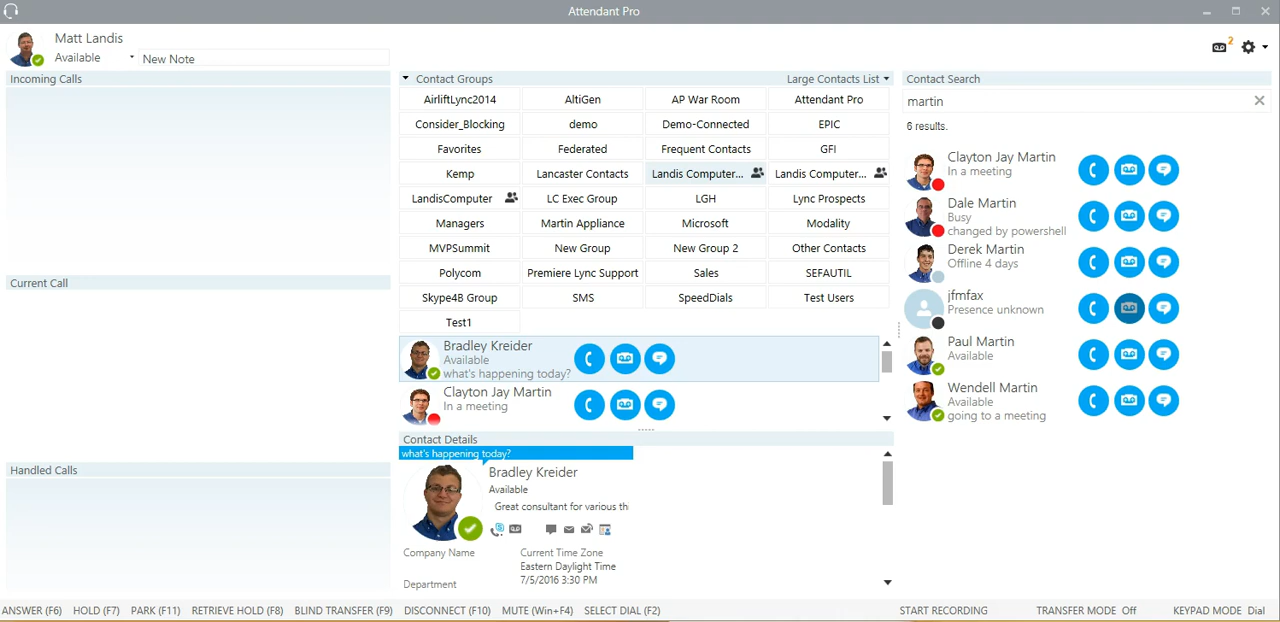 Attendant Pro
Matt Landis
Available
New Note
2
Incoming Calls
Current Call
Handled Calls
Contact Groups
Large Contacts List
AirliftLync2014 AltiGen AP War Room Attendant Pro
Consider_Blocking demo Demo-Connected EPIC
Favorites Federated Frequent Contacts GFI
Kemp Lancaster Contacts Landis Computer... Landis Computer...
LandisComputer LC Exec Group LGH Lync Prospects
Managers Martin Appliance Microsoft Modality
MVPSummit New Group New Group 2 Other Contacts
Polycom Premiere Lync Support Sales SEFAUTIL
Skype4B Group SMS SpeedDials Test Users
Test1
Bradley Kreider
Available
what's happening today?
Clayton Jay Martin
In a meeting
Contact Details
what's happening today?
Bradley Kreider
Available
Great consultant for various thi
Company Name
Department
Current Time Zone
Eastern Daylight Time
7/5/2016 3:30 PM
Contact Search
martin
6 results.
Clayton Jay Martin
In a meeting
Dale Martin
Busy
changed by powershell
Derek Martin
Offline 4 days
jfmfax
Presence unknown
Paul Martin
Available
Wendell Martin
Available
going to a meeting
ANSWER (F6) HOLD (F7) PARK (F11) RETRIEVE HOLD (F8) BLIND TRANSFER (F9) DISCONNECT (F10) MUTE (Win+F4) SELECT DIAL (F2) START RECORDING TRANSFER MODE Off KEYPAD MODE Dial